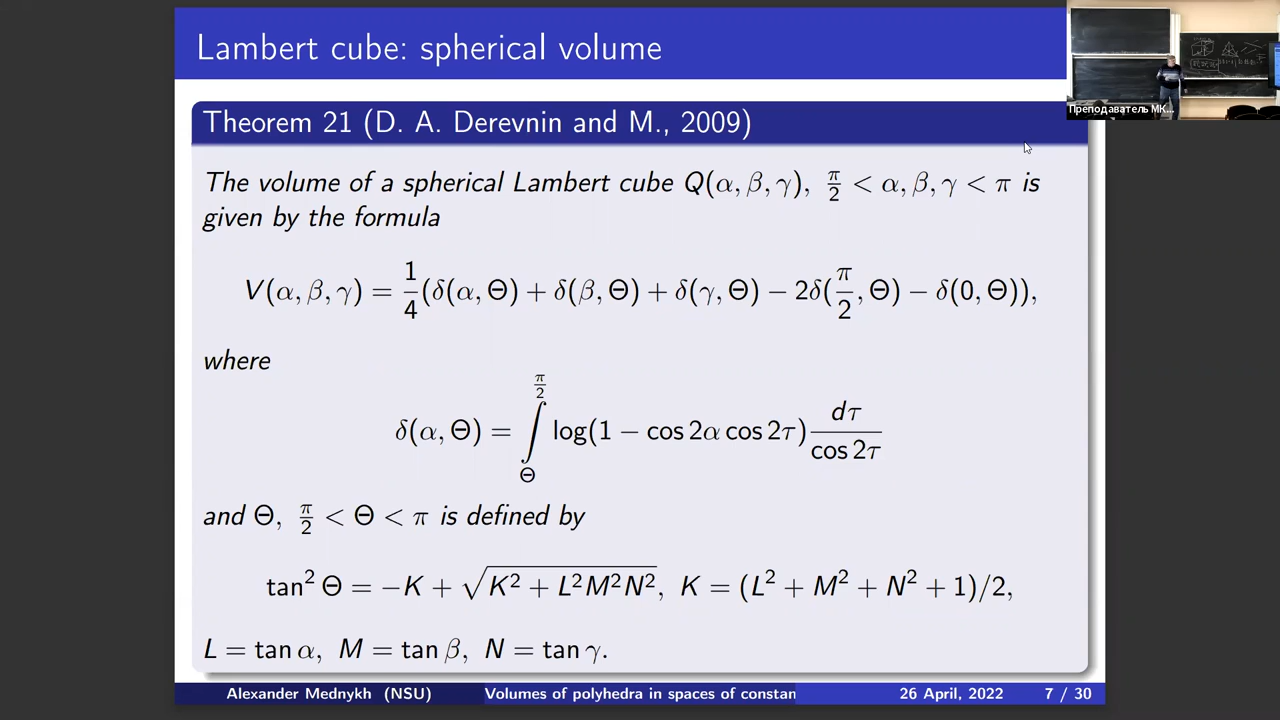 Lambert cube: spherical volume
Преподаватель МК...
Theorem 21 (D. A. Derevnin and M., 2009)
The volume of a spherical Lambert cube Q(α, β, γ), π/2 < α, β, γ < π is
given by the formula
V(α, β, γ) = 1/4(δ(α, Θ) + δ(β, Θ) + δ(γ, Θ) − 2δ(π/2, Θ) − δ(0, Θ)),
where
δ(α, Θ) = ∫_Θ^{π/2} log(1 − cos 2α cos 2τ) dτ/cos 2τ
and Θ, π/2 < Θ < π is defined by
tan² Θ = −K + √(K² + L²M²N²), K = (L² + M² + N² + 1)/2,
L = tan α, M = tan β, N = tan γ.
Alexander Mednykh (NSU) Volumes of polyhedra in spaces of constan 26 April, 2022 7 / 30